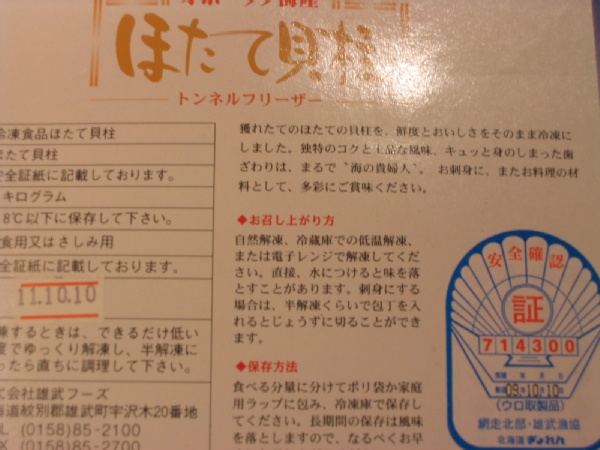 オホーツク海産
ほたて貝柱
トンネルフリーザー
冷凍食品ほたて貝柱
ほたて貝柱
安全証紙に記載しております。
キログラム
8℃以下に保存して下さい。
食用又はさしみ用
全証紙に記載しております。
11.10.10
凍するときは、できるだけ低い
度でゆっくり解凍し、半解凍に
ったら直ちに調理して下さい。
式会社雄武フーズ
海道紋別郡雄武町字沢木20番地
(0158)85-2100
(0158)85-2700
獲れたてのほたての貝柱を、鮮度とおいしさをそのまま冷凍に
しました。独特のコクと上品な風味、キュッと身のしまった歯
ざわりは、まるで〝海の貴婦人〟。お刺身に、またお料理の材
料として、多彩にご賞味ください。
◆お召し上がり方
自然解凍、冷蔵庫での低温解凍、
または電子レンジで解凍してくだ
さい。直接、水につけると味を落
とすことがあります。刺身にする
場合は、半解凍くらいで包丁を入
れるとじょうずに切ることができ
ます。
◆保存方法
食べる分量に分けてポリ袋か家庭
用ラップに包み、冷凍庫で保存し
てください。長期間の保存は風味
を落としますので、なるべくお早
安全確認
証
714300
09.10.10
(ウロ取製品)
網走北部・雄武漁協
北海道ぎょれん